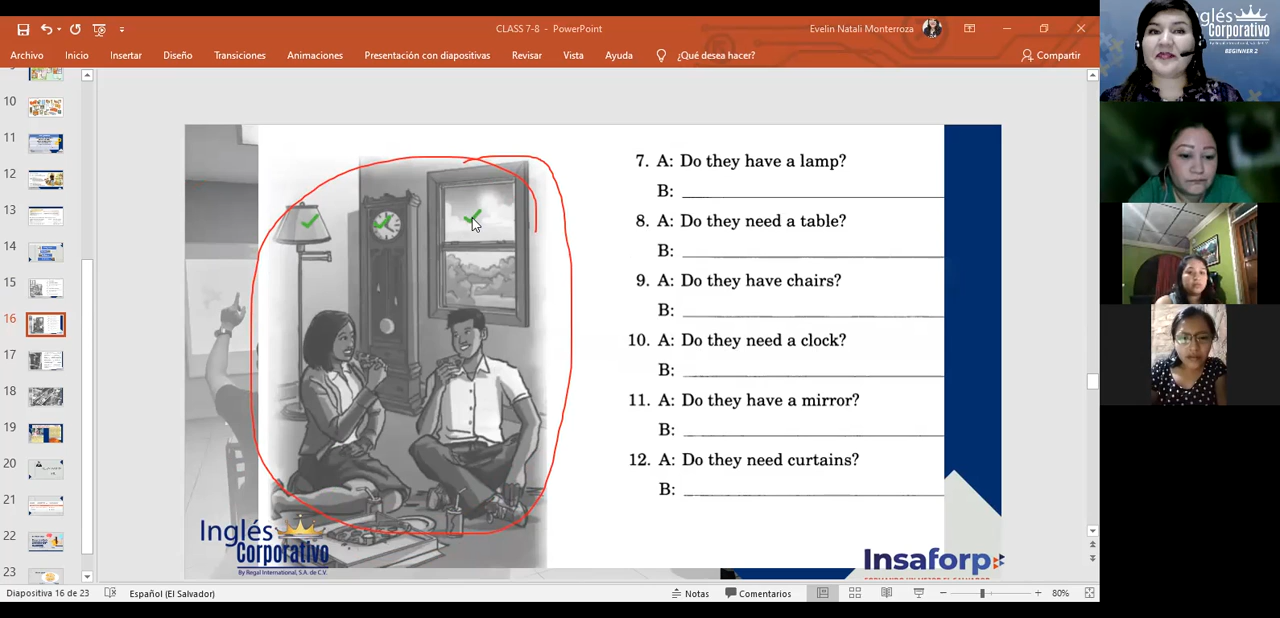 CLASS 7-8 - PowerPoint
Evelin Natali Monterroza
Archivo Inicio Insertar Diseño Transiciones Animaciones Presentación con diapositivas Revisar Vista Ayuda ¿Qué desea hacer? Compartir
glés
Corporativo
BEGINNER 2
10
11
12
13
14
15
16
17
18
19
20
21
22
23
7. A: Do they have a lamp?
B:
8. A: Do they need a table?
B:
9. A: Do they have chairs?
B:
10. A: Do they need a clock?
B:
11. A: Do they have a mirror?
B:
12. A: Do they need curtains?
B:
Inglés
Corporativo
By Regal International, S.A. de C.V.
Insaforp
Diapositiva 16 de 23 Español (El Salvador) Notas Comentarios 80%